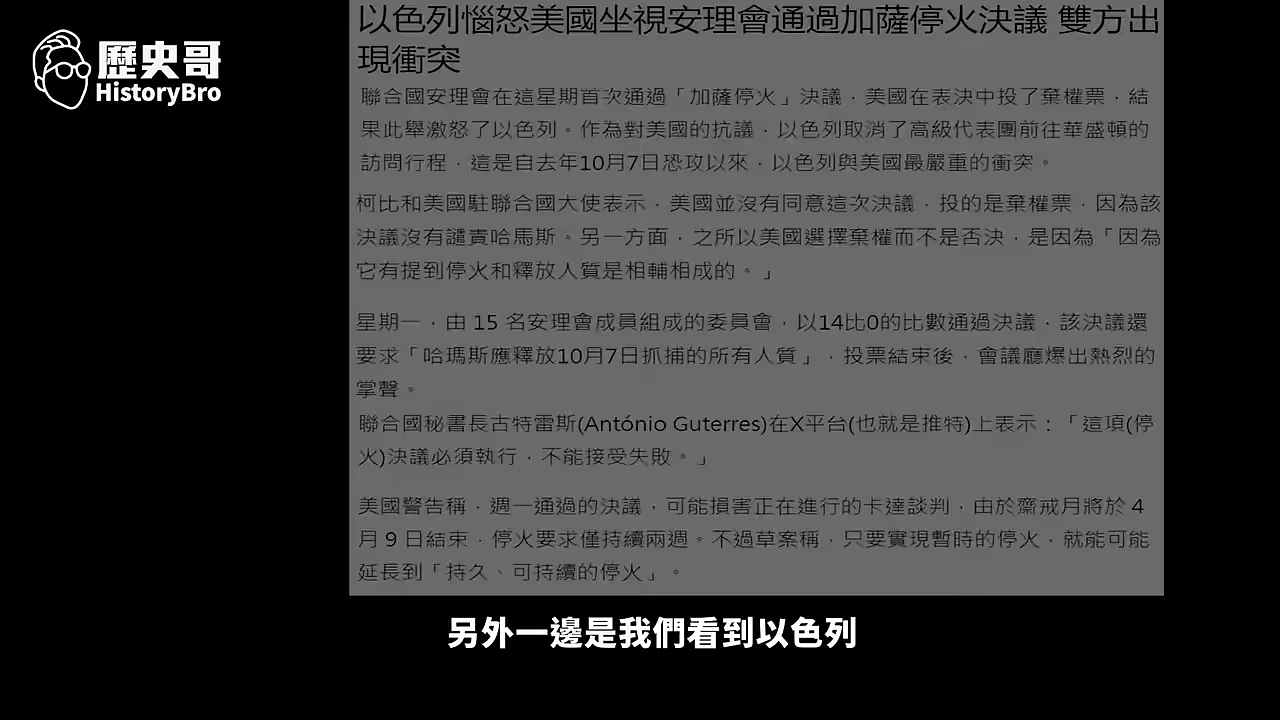 歷史哥
HistoryBro
以色列惱怒美國坐視安理會通過加薩停火決議 雙方出
現衝突
聯合國安理會在這星期首次通過「加薩停火」決議，美國在表決中投了棄權票，結
果此舉激怒了以色列。作為對美國的抗議，以色列取消了高級代表團前往華盛頓的
訪問行程，這是自去年10月7日恐攻以來，以色列與美國最嚴重的衝突。
柯比和美國駐聯合國大使表示，美國並沒有同意這次決議，投的是棄權票，因為該
決議沒有譴責哈馬斯。另一方面，之所以美國選擇棄權而不是否決，是因為「因為
它有提到停火和釋放人質是相輔相成的。」
星期一，由 15 名安理會成員組成的委員會，以14比0的比數通過決議，該決議還
要求「哈瑪斯應釋放10月7日抓捕的所有人質」，投票結束後，會議廳爆出熱烈的
掌聲。
聯合國秘書長古特雷斯(António Guterres)在X平台(也就是推特)上表示：「這項(停
火)決議必須執行，不能接受失敗。」
美國警告稱，週一通過的決議，可能損害正在進行的卡達談判，由於齋戒月將於 4
月 9 日結束，停火要求僅持續兩週。不過草案稱，只要實現暫時的停火，就能可能
延長到「持久、可持續的停火」。
另外一邊是我們看到以色列